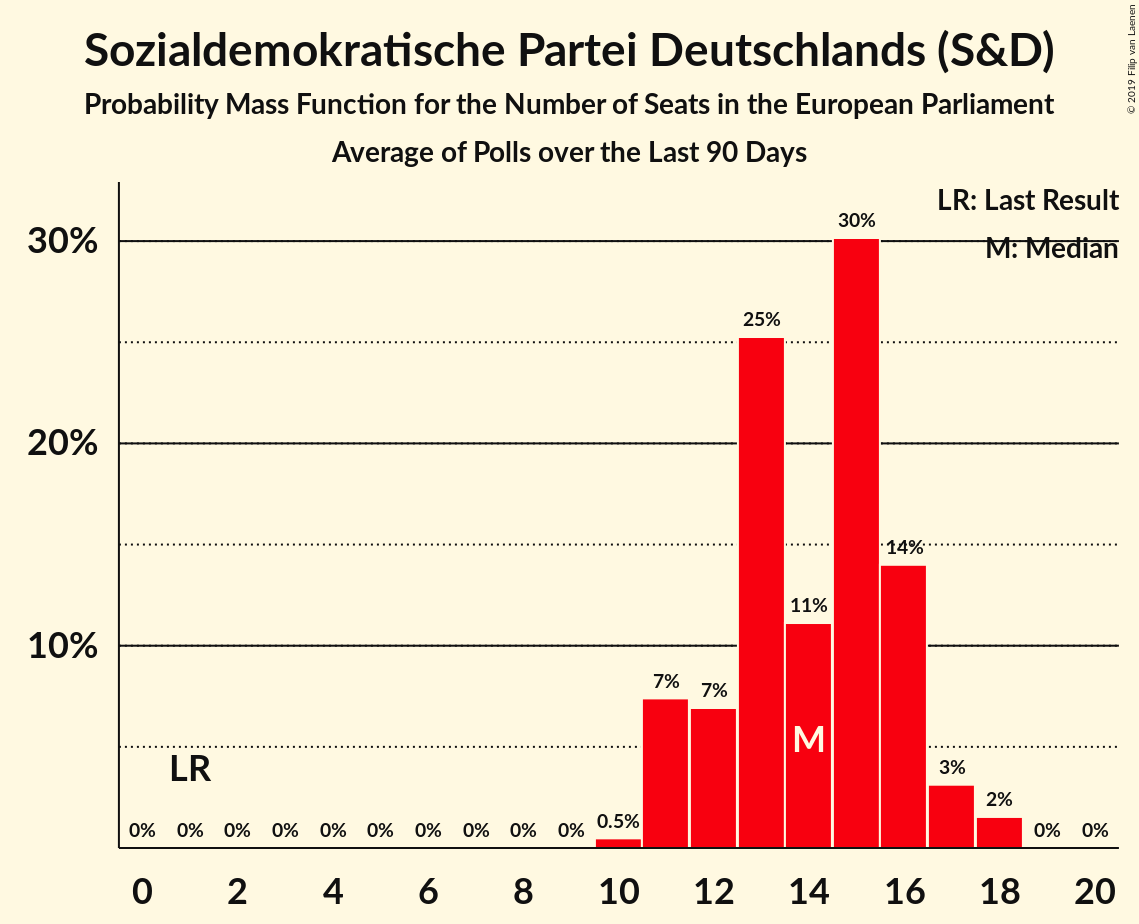 Sozialdemokratische Partei Deutschlands (S&D)
Probability Mass Function for the Number of Seats in the European Parliament
Average of Polls over the Last 90 Days
© 2019 Filip van Laenen
LR: Last Result
M: Median
30%
20%
10%
0% 0% 0% 0% 0% 0% 0% 0% 0% 0% 0.5% 7% 7% 25% 11% 30% 14% 3% 2% 0% 0%
LR
M
0 2 4 6 8 10 12 14 16 18 20